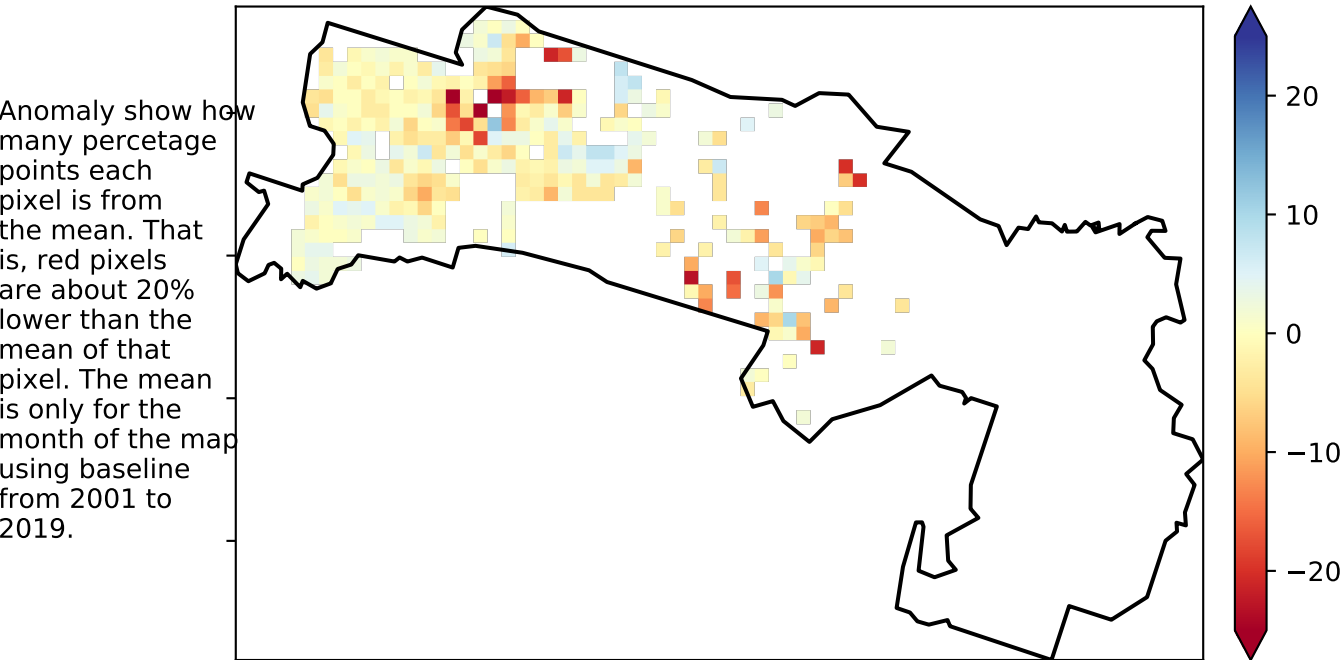 Anomaly show how
many percetage
points each
pixel is from
the mean. That
is, red pixels
are about 20%
lower than the
mean of that
pixel. The mean
is only for the
month of the map
using baseline
from 2001 to
2019.
20
10
0
−10
−20